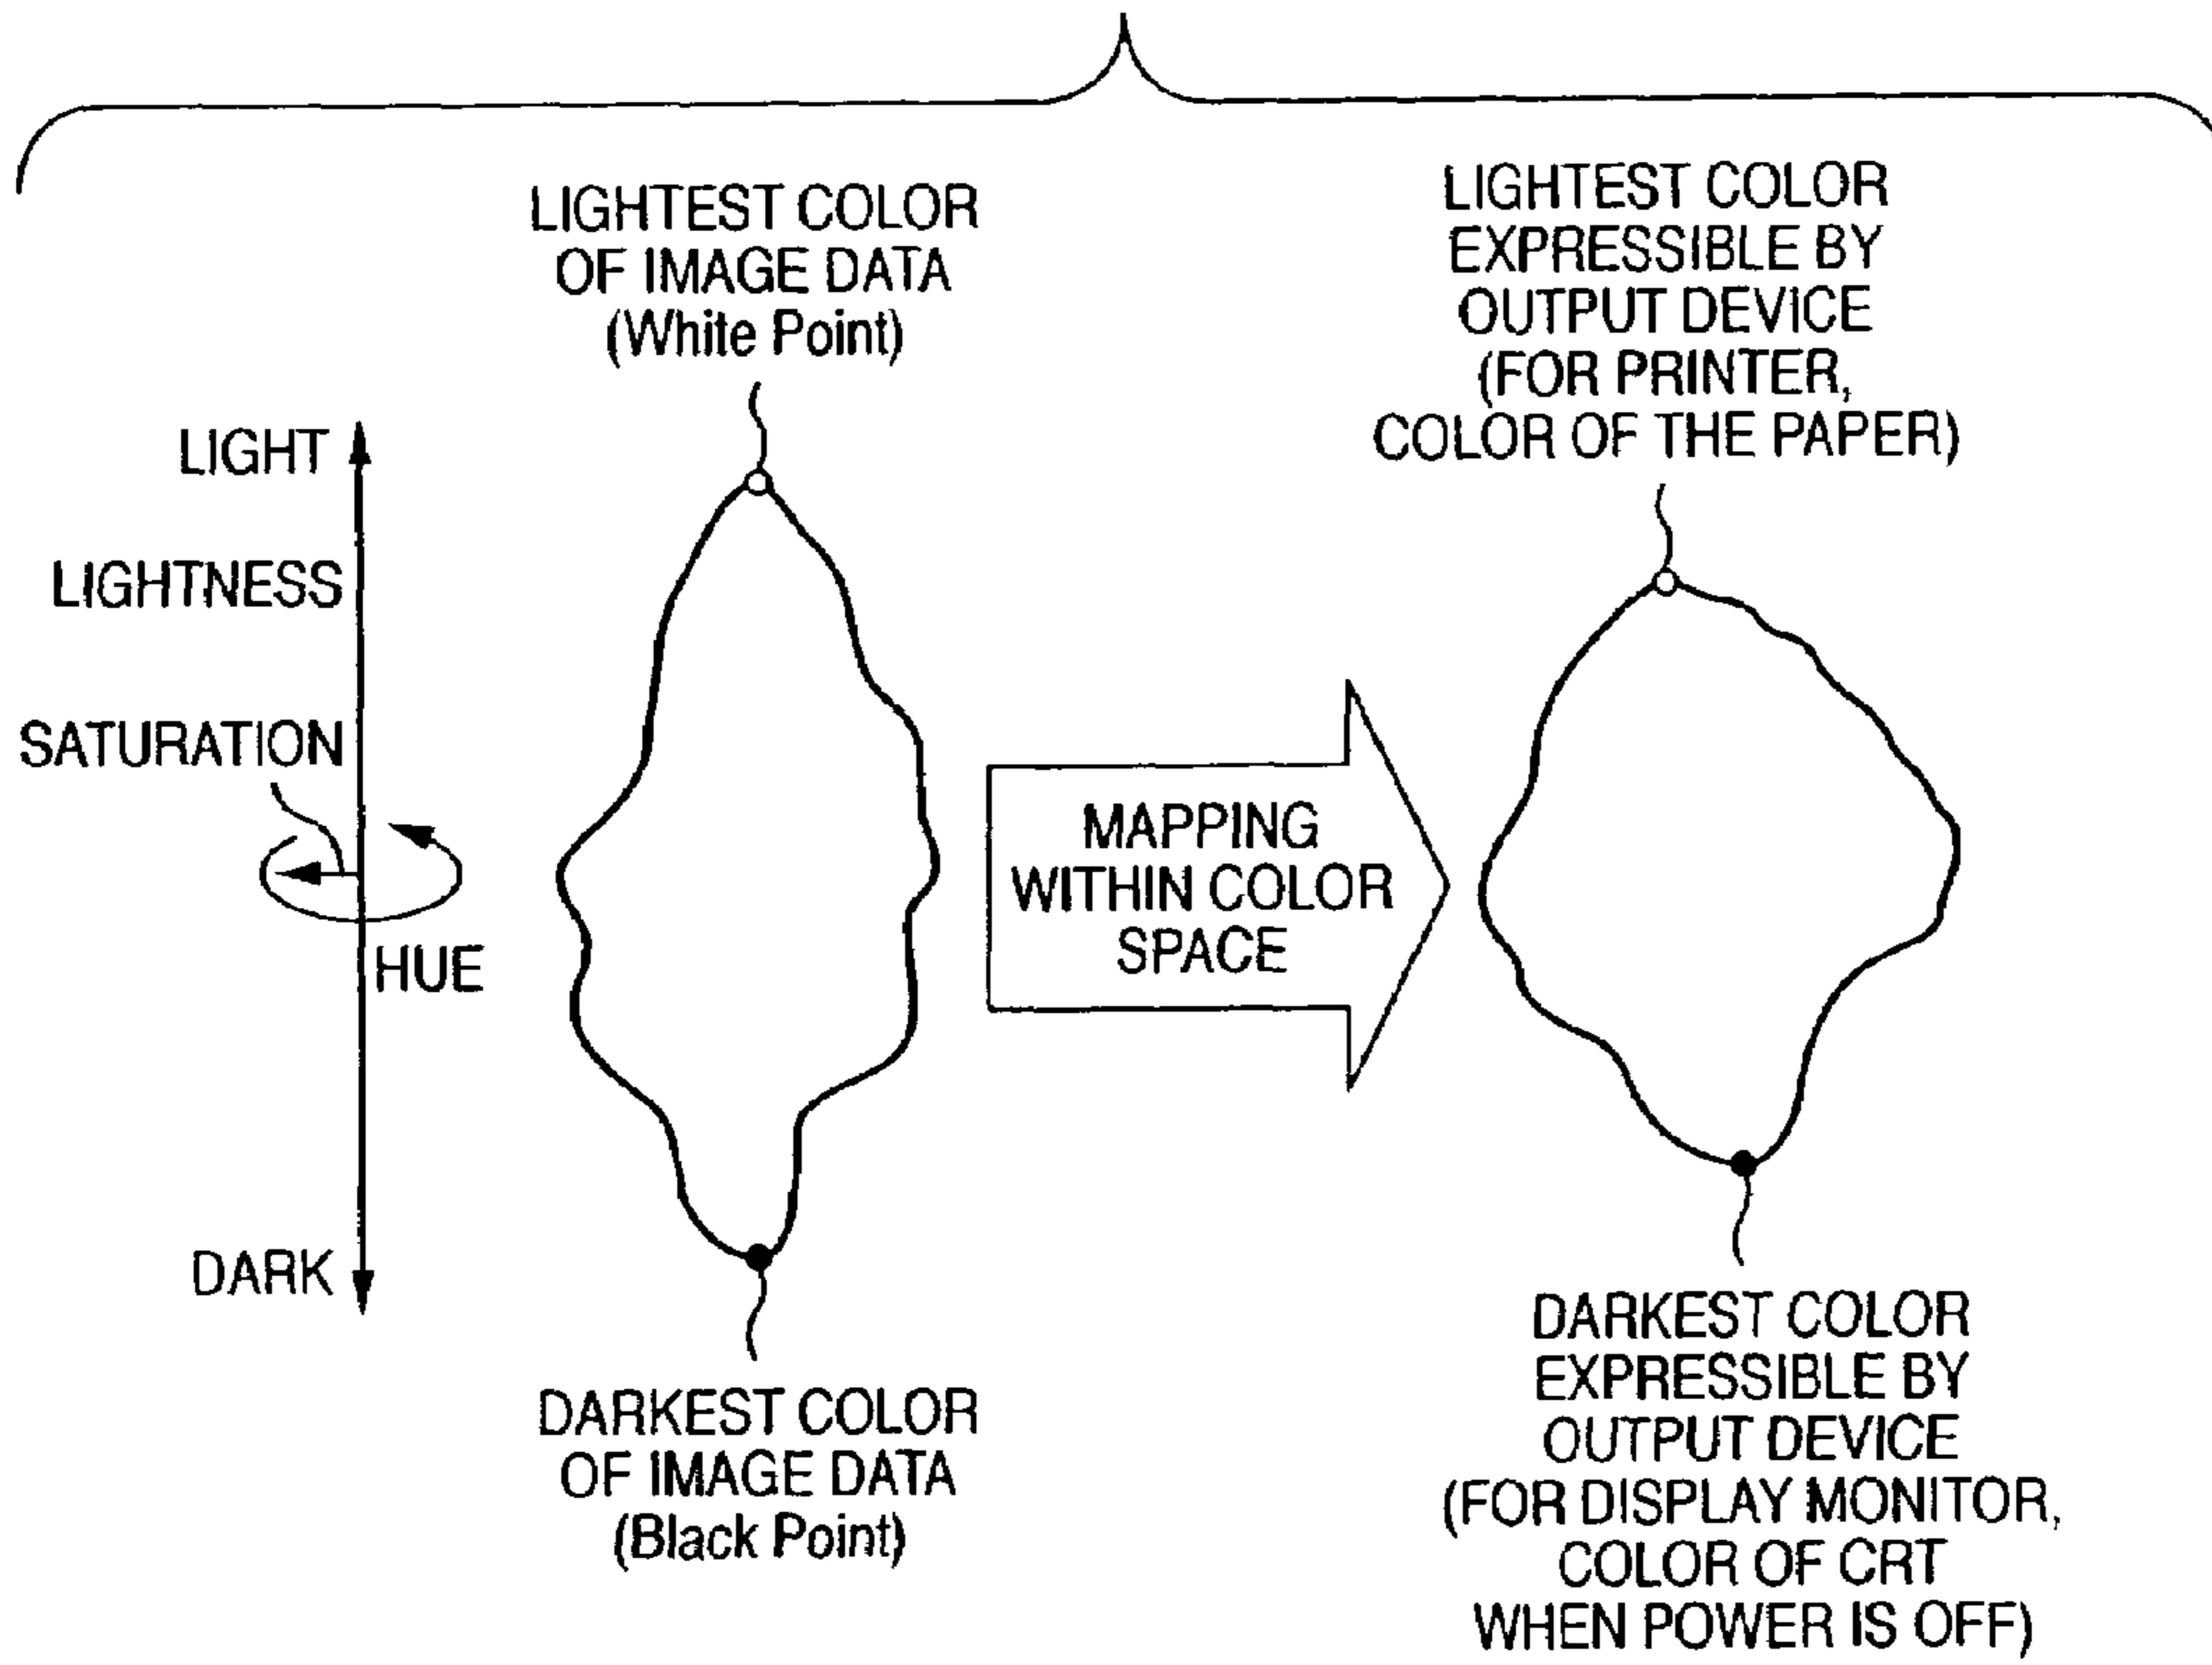 LIGHTEST COLOR
OF IMAGE DATA
(White Point)
LIGHTEST COLOR
EXPRESSIBLE BY
OUTPUT DEVICE
(FOR PRINTER,
COLOR OF THE PAPER)
LIGHT
LIGHTNESS
SATURATION
HUE
DARK
MAPPING
WITHIN COLOR
SPACE
DARKEST COLOR
OF IMAGE DATA
(Black Point)
DARKEST COLOR
EXPRESSIBLE BY
OUTPUT DEVICE
(FOR DISPLAY MONITOR,
COLOR OF CRT
WHEN POWER IS OFF)